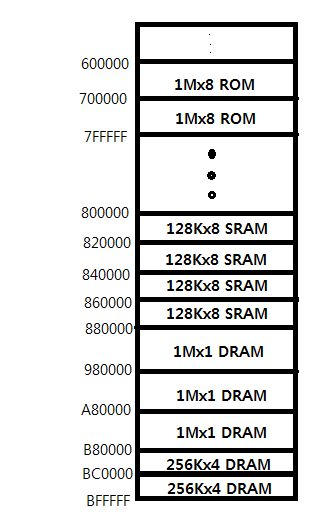 600000
1Mx8 ROM
700000
1Mx8 ROM
7FFFFF
800000
128Kx8 SRAM
820000
128Kx8 SRAM
840000
128Kx8 SRAM
860000
128Kx8 SRAM
880000
1Mx1 DRAM
980000
1Mx1 DRAM
A80000
1Mx1 DRAM
B80000
256Kx4 DRAM
BC0000
256Kx4 DRAM
BFFFFF